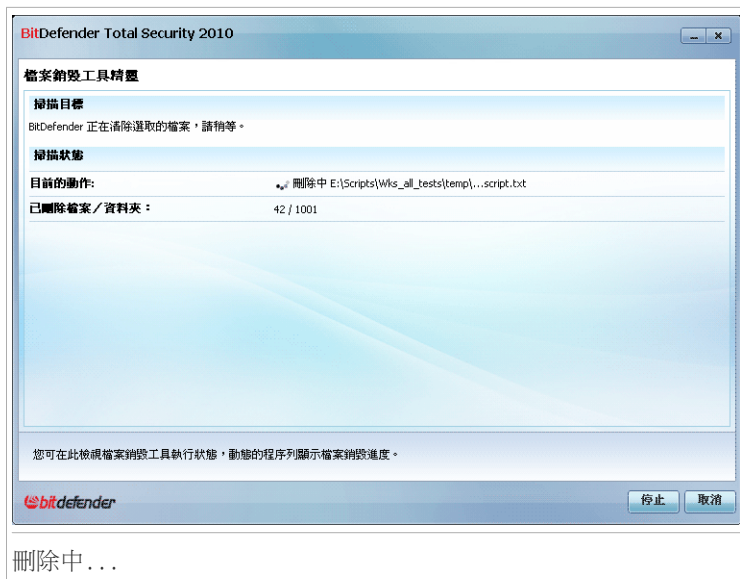 BitDefender Total Security 2010
檔案銷毀工具精靈
掃描目標
BitDefender 正在清除選取的檔案，請稍等。
掃描狀態
目前的動作: 刪除中 E:\Scripts\Wks_all_tests\temp\...script.txt
已刪除檔案／資料夾： 42 / 1001
您可在此檢視檔案銷毀工具執行狀態，動態的程序列顯示檔案銷毀進度。
bitdefender
停止 取消
刪除中...